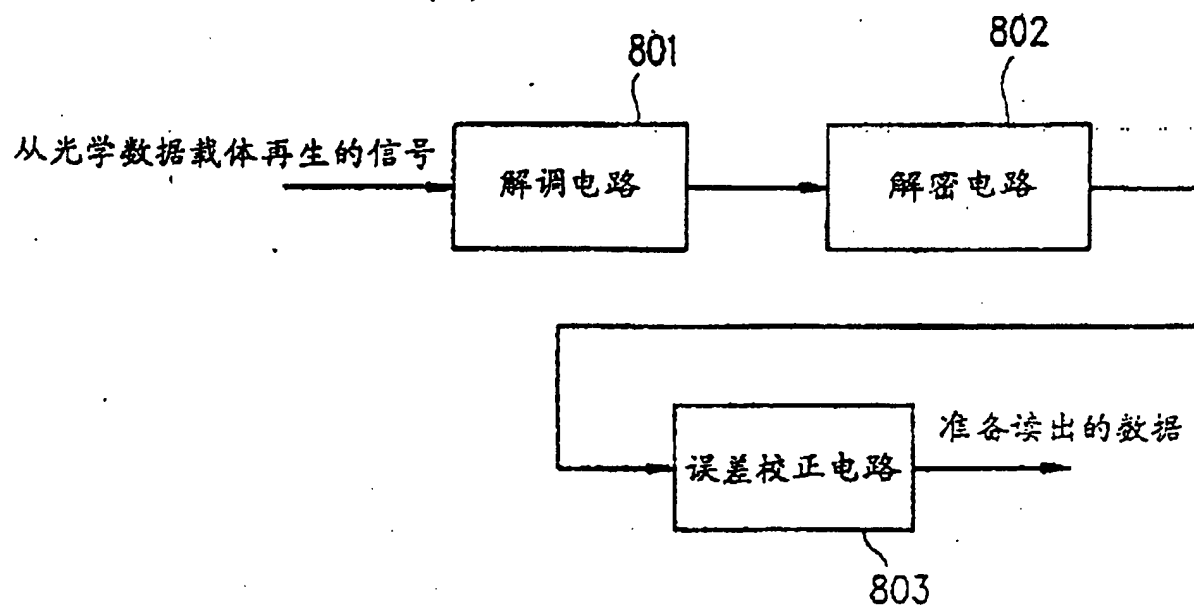 801
802
从光学数据载体再生的信号
解调电路
解密电路
准备读出的数据
误差校正电路
803